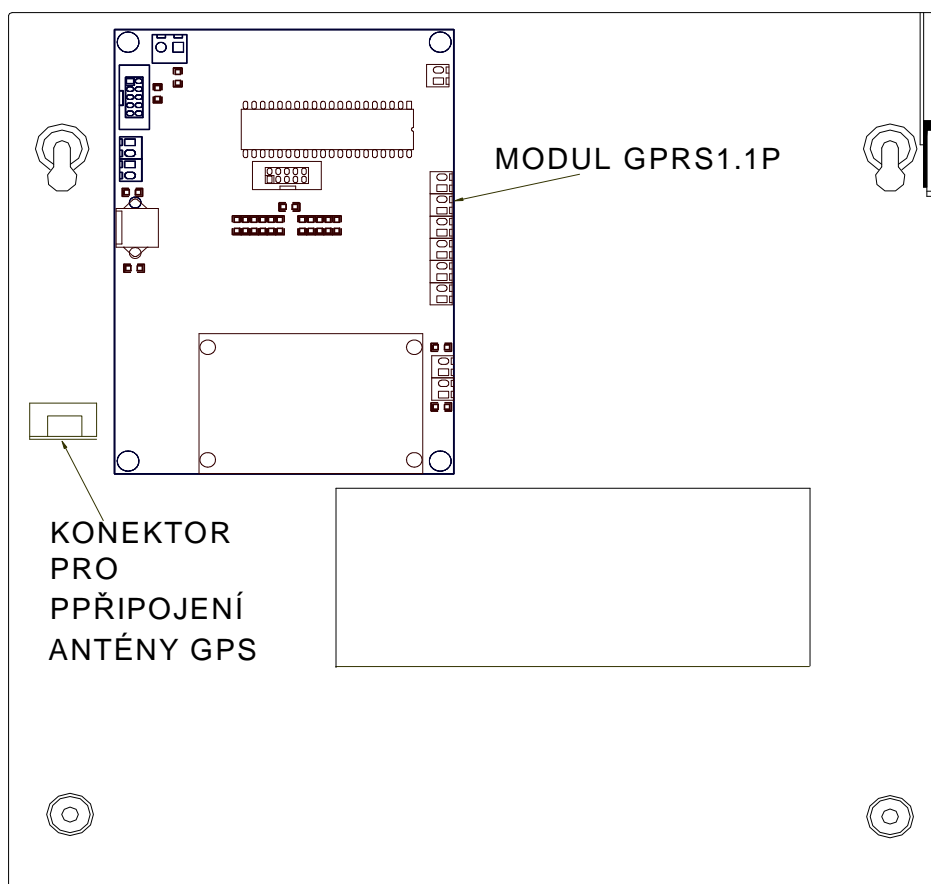 MODUL GPRS1.1P
KONEKTOR
PRO
PPŘIPOJENÍ
ANTÉNY GPS